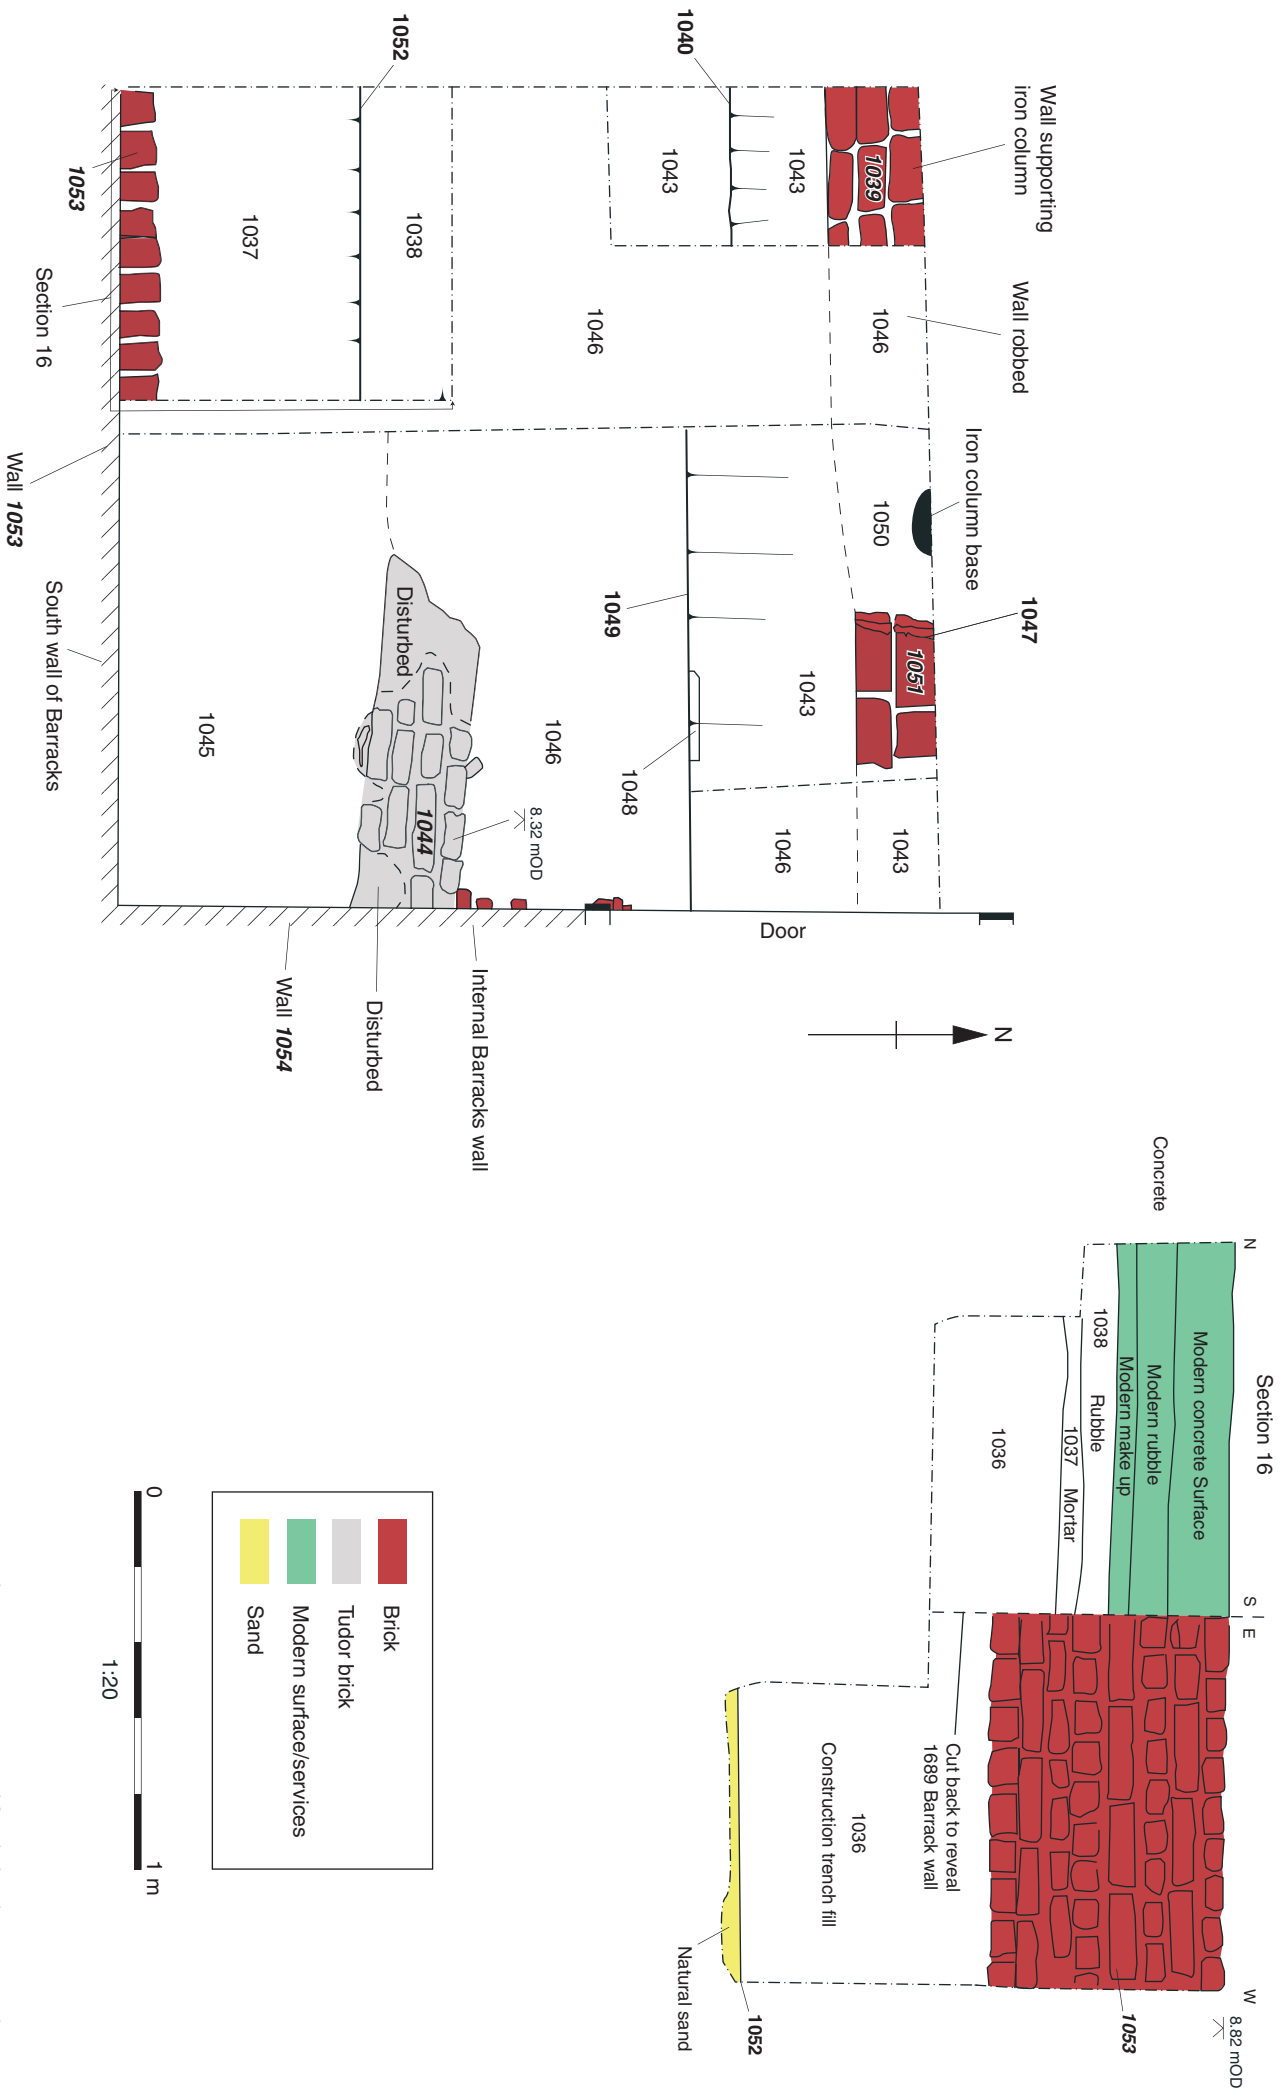 Wall supporting
iron column
Wall robbed
Iron column base
1047
1040
1052
1039
1043
1043
1038
1037
1053
Section 16
1046
1046
1050
1051
1049
1043
1048
1046
1043
1046
Disturbed
1044
8.32 mOD
1045
Wall 1053
South wall of Barracks
Door
Internal Barracks wall
Disturbed
Wall 1054
N
Section 16
N
S
E
W
8.82 mOD
Concrete
Modern concrete Surface
Modern rubble
Modern make up
1038
Rubble
1037
Mortar
1036
1053
Cut back to reveal
1689 Barrack wall
1036
Construction trench fill
1052
Natural sand
Brick
Tudor brick
Modern surface/services
Sand
0
1 m
1:20